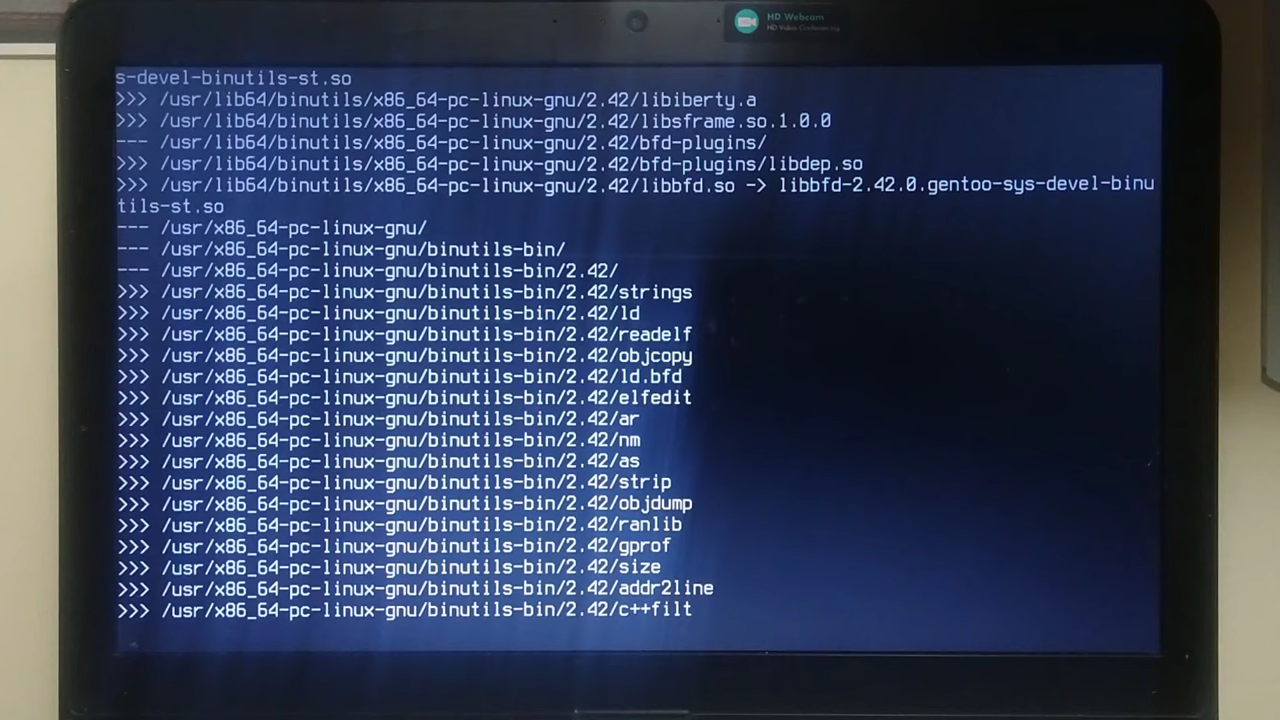 HD Webcam
HD Video Conferencing
s-devel-binutils-st.so
>>> /usr/lib64/binutils/x86_64-pc-linux-gnu/2.42/libiberty.a
>>> /usr/lib64/binutils/x86_64-pc-linux-gnu/2.42/libsframe.so.1.0.0
--- /usr/lib64/binutils/x86_64-pc-linux-gnu/2.42/bfd-plugins/
>>> /usr/lib64/binutils/x86_64-pc-linux-gnu/2.42/bfd-plugins/libdep.so
>>> /usr/lib64/binutils/x86_64-pc-linux-gnu/2.42/libbfd.so -> libbfd-2.42.0.gentoo-sys-devel-binu
tils-st.so
--- /usr/x86_64-pc-linux-gnu/
--- /usr/x86_64-pc-linux-gnu/binutils-bin/
--- /usr/x86_64-pc-linux-gnu/binutils-bin/2.42/
>>> /usr/x86_64-pc-linux-gnu/binutils-bin/2.42/strings
>>> /usr/x86_64-pc-linux-gnu/binutils-bin/2.42/ld
>>> /usr/x86_64-pc-linux-gnu/binutils-bin/2.42/readelf
>>> /usr/x86_64-pc-linux-gnu/binutils-bin/2.42/objcopy
>>> /usr/x86_64-pc-linux-gnu/binutils-bin/2.42/ld.bfd
>>> /usr/x86_64-pc-linux-gnu/binutils-bin/2.42/elfedit
>>> /usr/x86_64-pc-linux-gnu/binutils-bin/2.42/ar
>>> /usr/x86_64-pc-linux-gnu/binutils-bin/2.42/nm
>>> /usr/x86_64-pc-linux-gnu/binutils-bin/2.42/as
>>> /usr/x86_64-pc-linux-gnu/binutils-bin/2.42/strip
>>> /usr/x86_64-pc-linux-gnu/binutils-bin/2.42/objdump
>>> /usr/x86_64-pc-linux-gnu/binutils-bin/2.42/ranlib
>>> /usr/x86_64-pc-linux-gnu/binutils-bin/2.42/gprof
>>> /usr/x86_64-pc-linux-gnu/binutils-bin/2.42/size
>>> /usr/x86_64-pc-linux-gnu/binutils-bin/2.42/addr2line
>>> /usr/x86_64-pc-linux-gnu/binutils-bin/2.42/c++filt